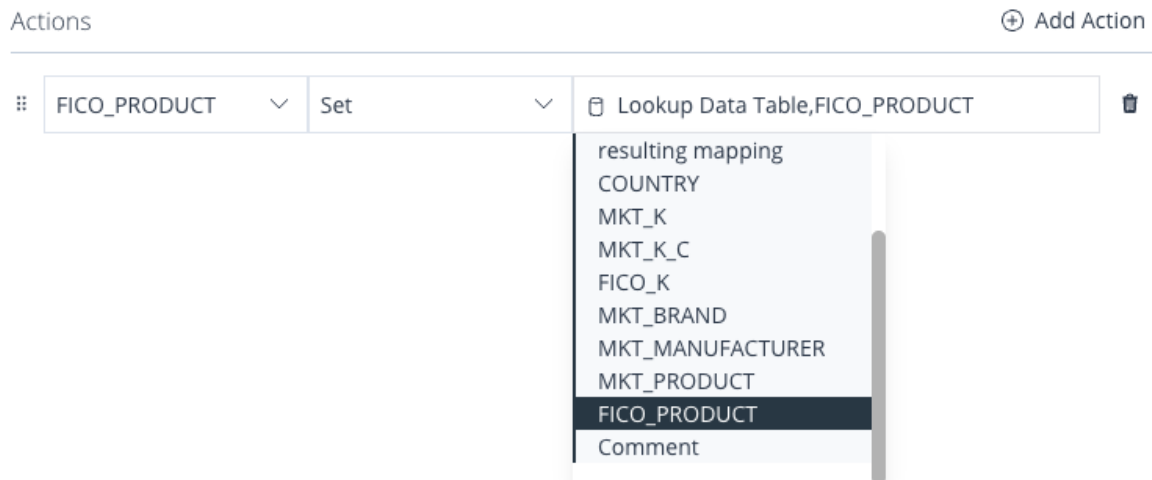 Actions
Add Action
FICO_PRODUCT Set Lookup Data Table,FICO_PRODUCT
resulting mapping
COUNTRY
MKT_K
MKT_K_C
FICO_K
MKT_BRAND
MKT_MANUFACTURER
MKT_PRODUCT
FICO_PRODUCT
Comment